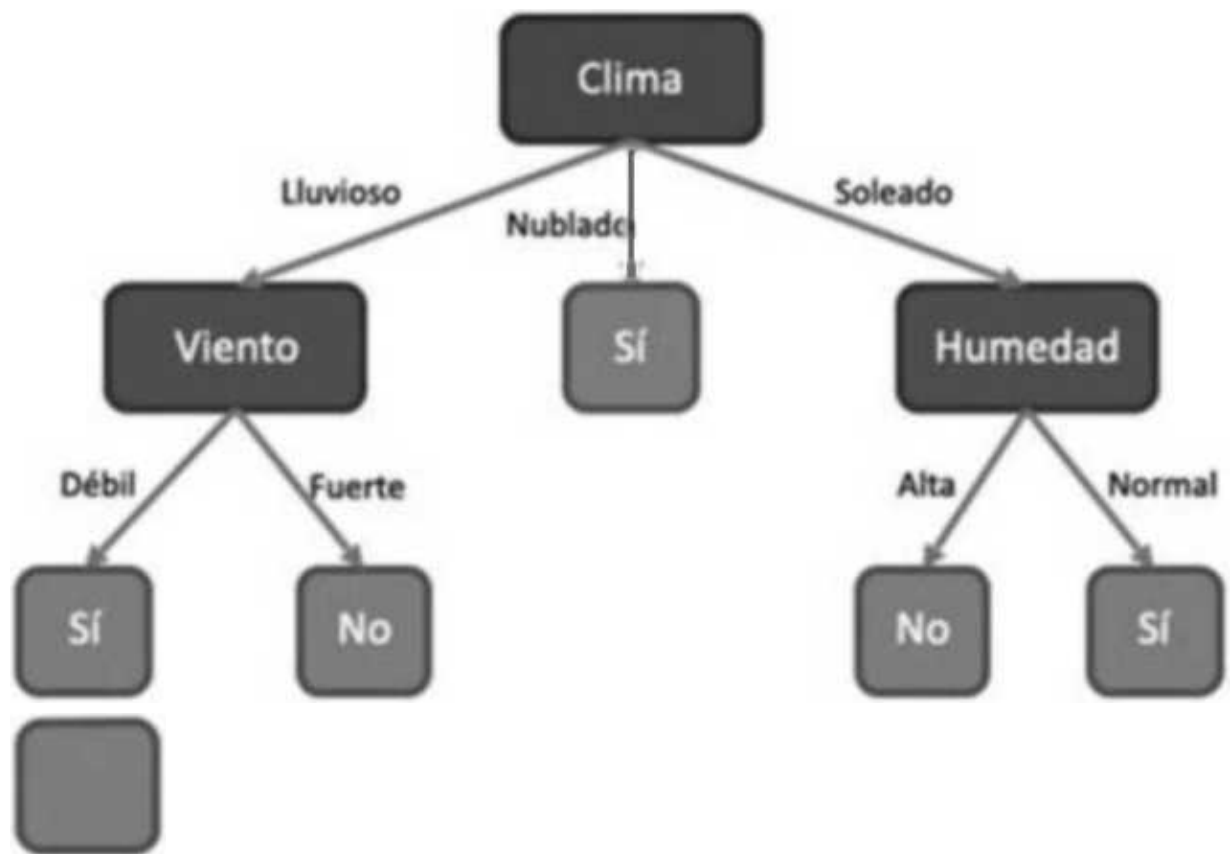 Clima
Lluvioso
Nublado
Soleado
Viento
Sí
Humedad
Débil
Fuerte
Alta
Normal
Sí
No
No
Sí